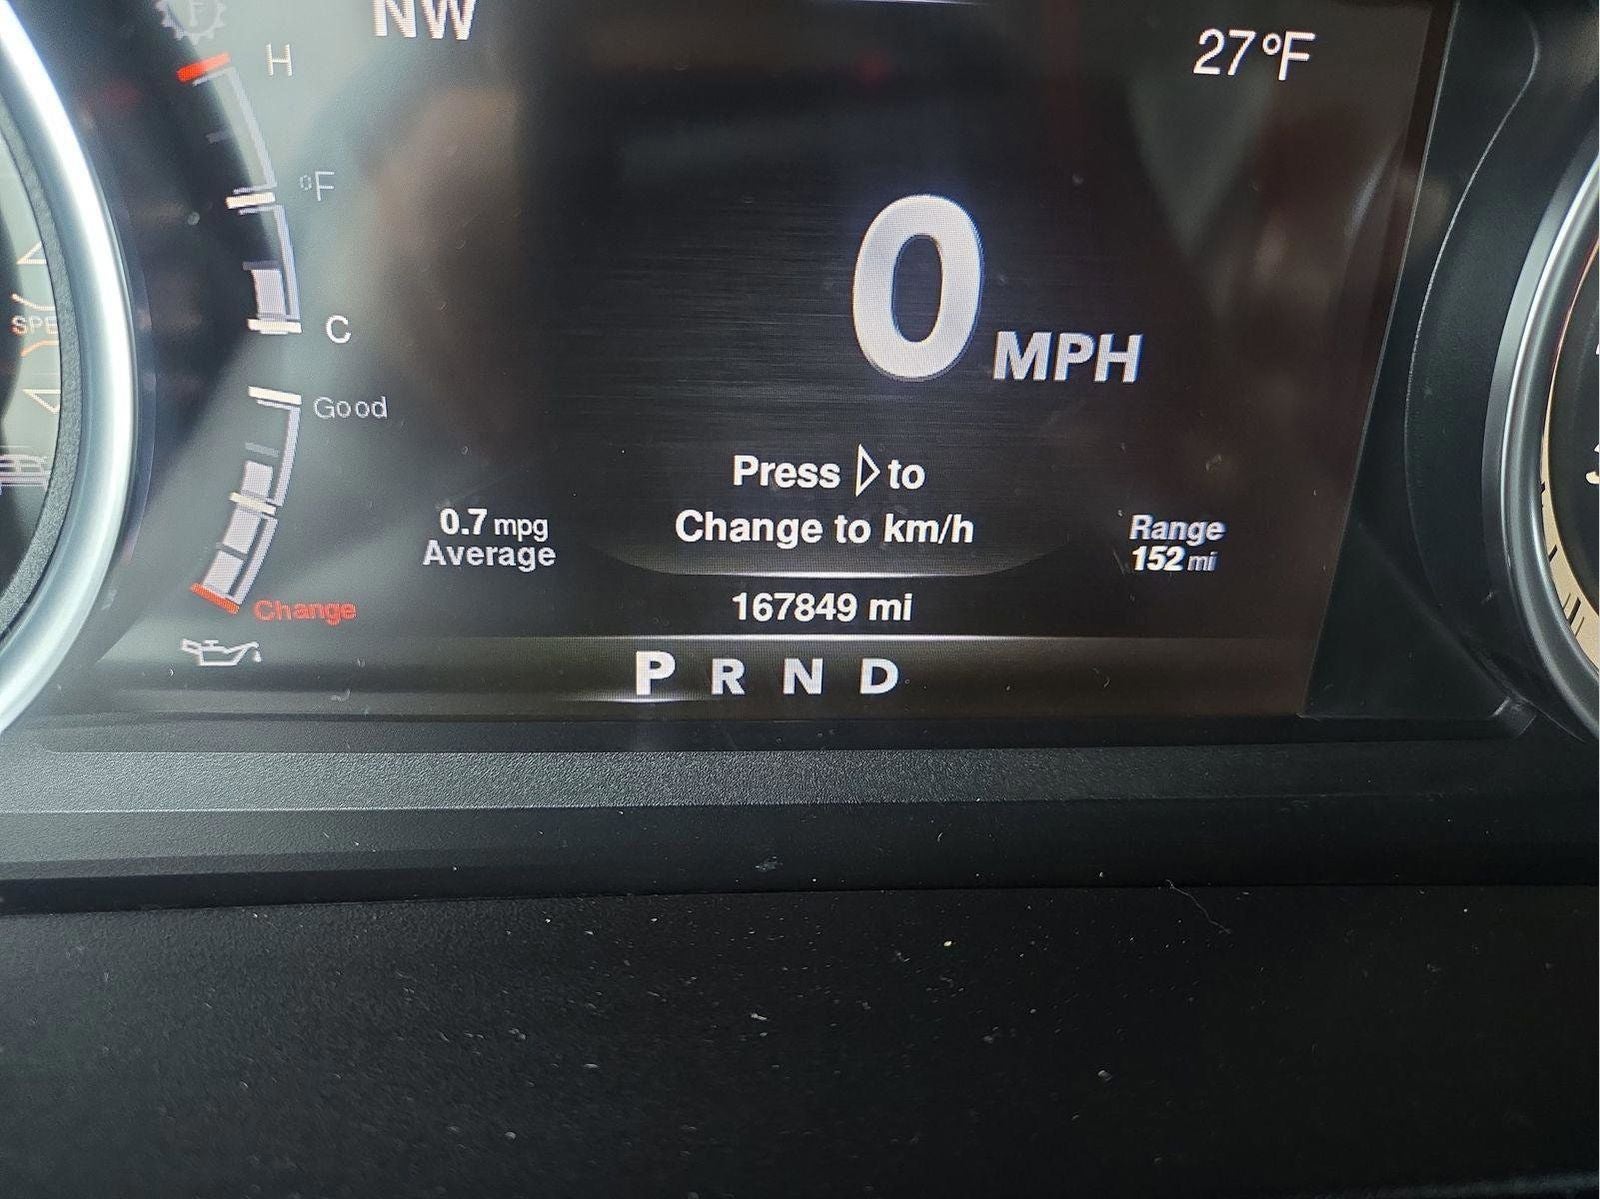 NW
27°F
H
°F
C
0 MPH
Good
Press ▷ to
Change to km/h
0.7 mpg
Average
Range
152 mi
Change
167849 mi
P R N D